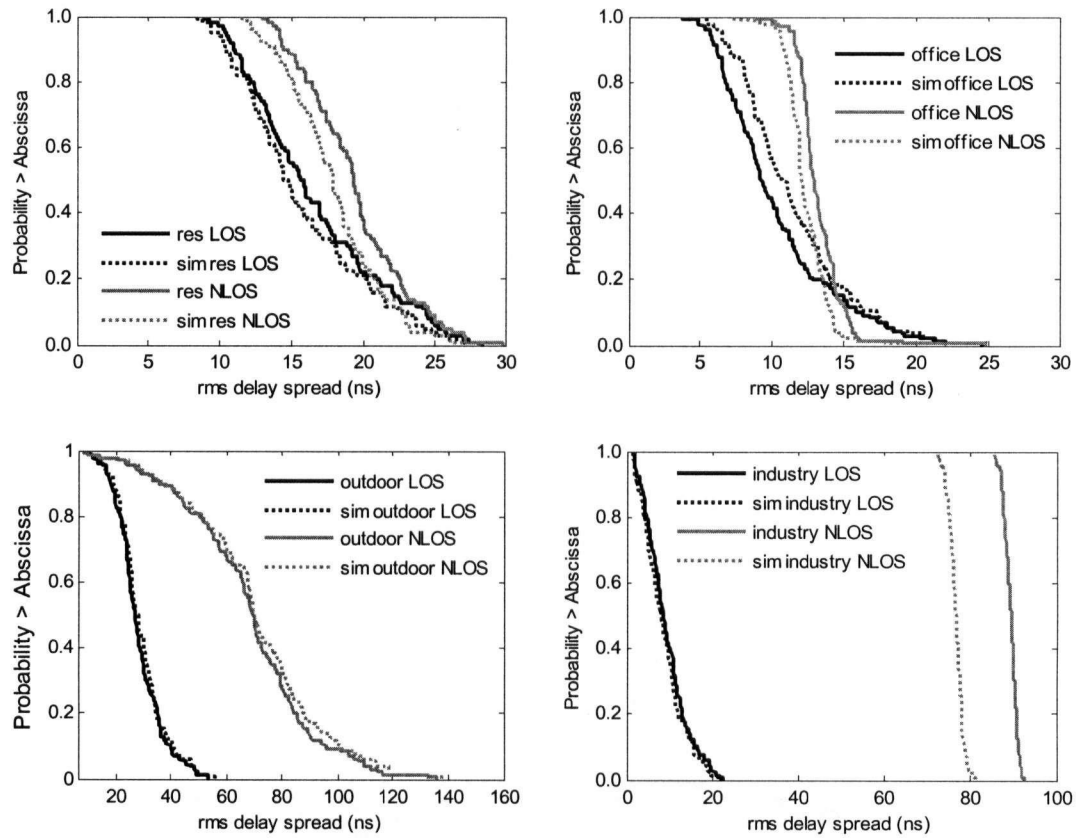 Probability > Abscissa
1.0
0.8
0.6
0.4
0.2
0.0
res LOS
sim res LOS
res NLOS
sim res NLOS
0 5 10 15 20 25 30
rms delay spread (ns)
Probability > Abscissa
1.0
0.8
0.6
0.4
0.2
0.0
office LOS
sim office LOS
office NLOS
sim office NLOS
0 5 10 15 20 25 30
rms delay spread (ns)
Probability > Abscissa
1
0.8
0.6
0.4
0.2
0
outdoor LOS
sim outdoor LOS
outdoor NLOS
sim outdoor NLOS
20 40 60 80 100 120 140 160
rms delay spread (ns)
Probability > Abscissa
1
0.8
0.6
0.4
0.2
0.0
industry LOS
sim industry LOS
industry NLOS
sim industry NLOS
0 20 40 60 80 100
rms delay spread (ns)